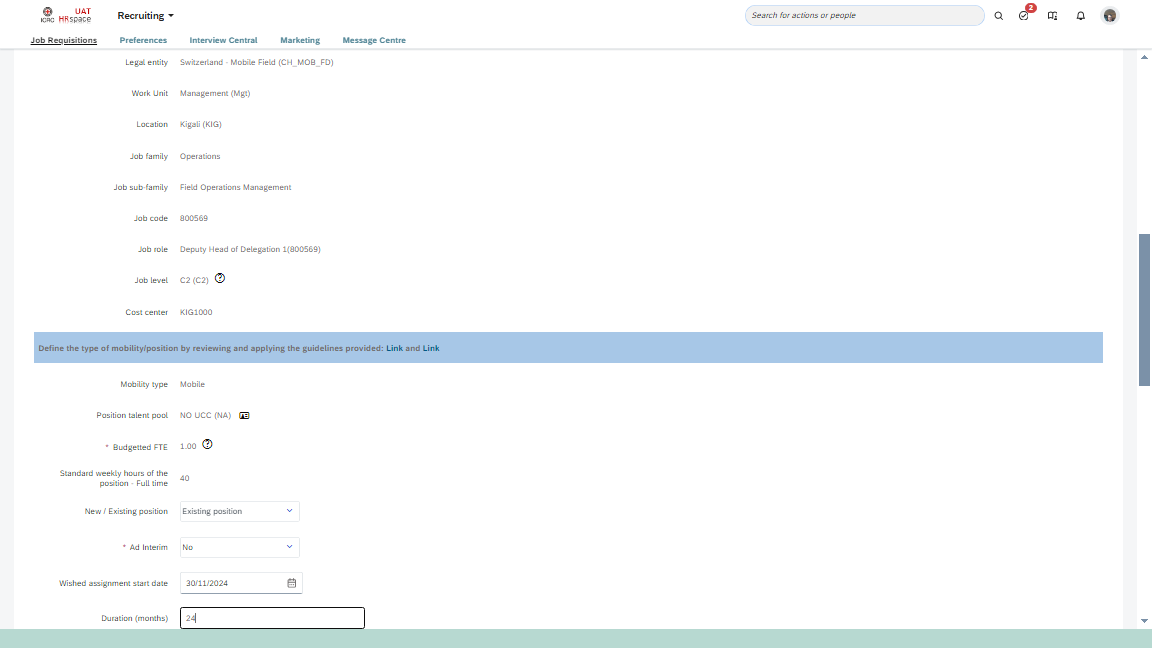 UAT
ICRC HRspace
Recruiting
Search for actions or people
2
Job Requisitions Preferences Interview Central Marketing Message Centre
Legal entity Switzerland - Mobile Field (CH_MOB_FD)
Work Unit Management (Mgt)
Location Kigali (KIG)
Job family Operations
Job sub-family Field Operations Management
Job code 800569
Job role Deputy Head of Delegation 1(800569)
Job level C2 (C2)
Cost center KIG1000
Define the type of mobility/position by reviewing and applying the guidelines provided: Link and Link
Mobility type Mobile
Position talent pool NO UCC (NA)
* Budgetted FTE 1.00
Standard weekly hours of the
position - Full time 40
New / Existing position Existing position
* Ad Interim No
Wished assignment start date 30/11/2024
Duration (months) 24